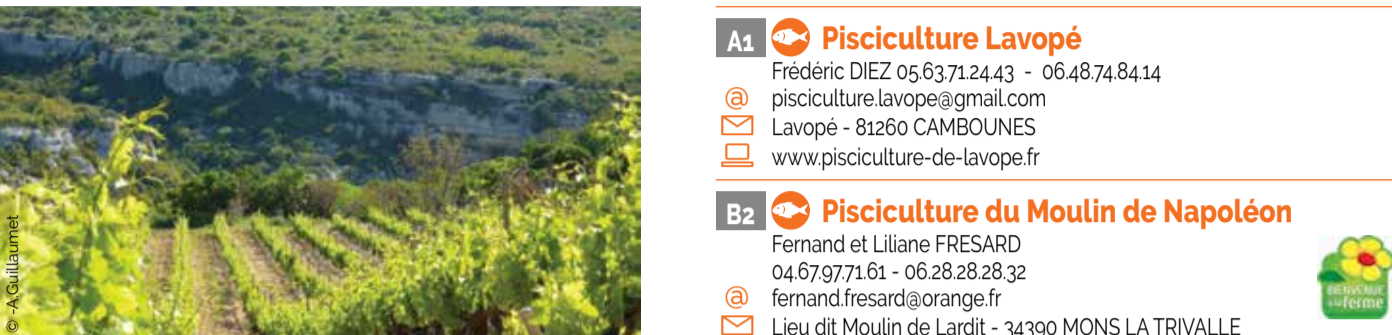 © -A.Guillaumet
A1 Pisciculture Lavopé
Frédéric DIEZ 05.63.71.24.43 - 06.48.74.84.14
@ pisciculture.lavope@gmail.com
Lavopé - 81260 CAMBOUNES
www.pisciculture-de-lavope.fr
B2 Pisciculture du Moulin de Napoléon
Fernand et Liliane FRESARD
04.67.97.71.61 - 06.28.28.28.32
@ fernand.fresard@orange.fr
Lieu dit Moulin de Lardit - 34390 MONS LA TRIVALLE
BIENVENUE
à la ferme